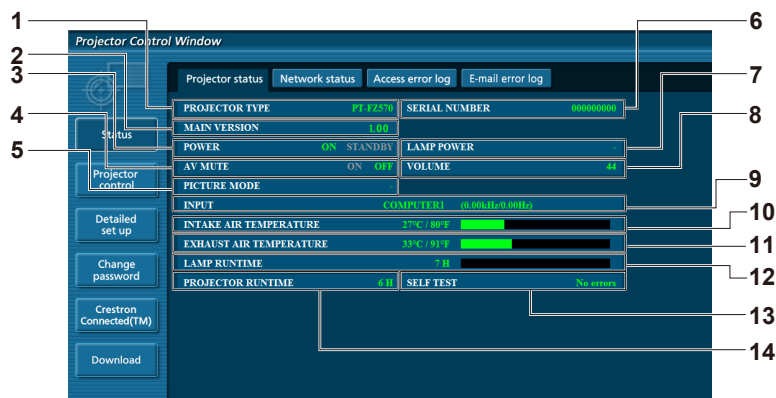 1
6
Projector Control Window
2
3
7
Projector status Network status Access error log E-mail error log
4
8
PROJECTOR TYPE PT-FZ570 SERIAL NUMBER 000000000
MAIN VERSION 1.00
Status
5
POWER ON STANDBY LAMP POWER -
AV MUTE ON OFF VOLUME 44
Projector
control
PICTURE MODE -
9
INPUT COMPUTER1 (0.00kHz/0.00Hz)
10
Detailed
set up
INTAKE AIR TEMPERATURE 27°C / 80°F
EXHAUST AIR TEMPERATURE 33°C / 91°F
11
Change
password
LAMP RUNTIME 7 H
12
PROJECTOR RUNTIME 6 H SELF TEST No errors
Crestron
Connected(TM)
13
14
Download